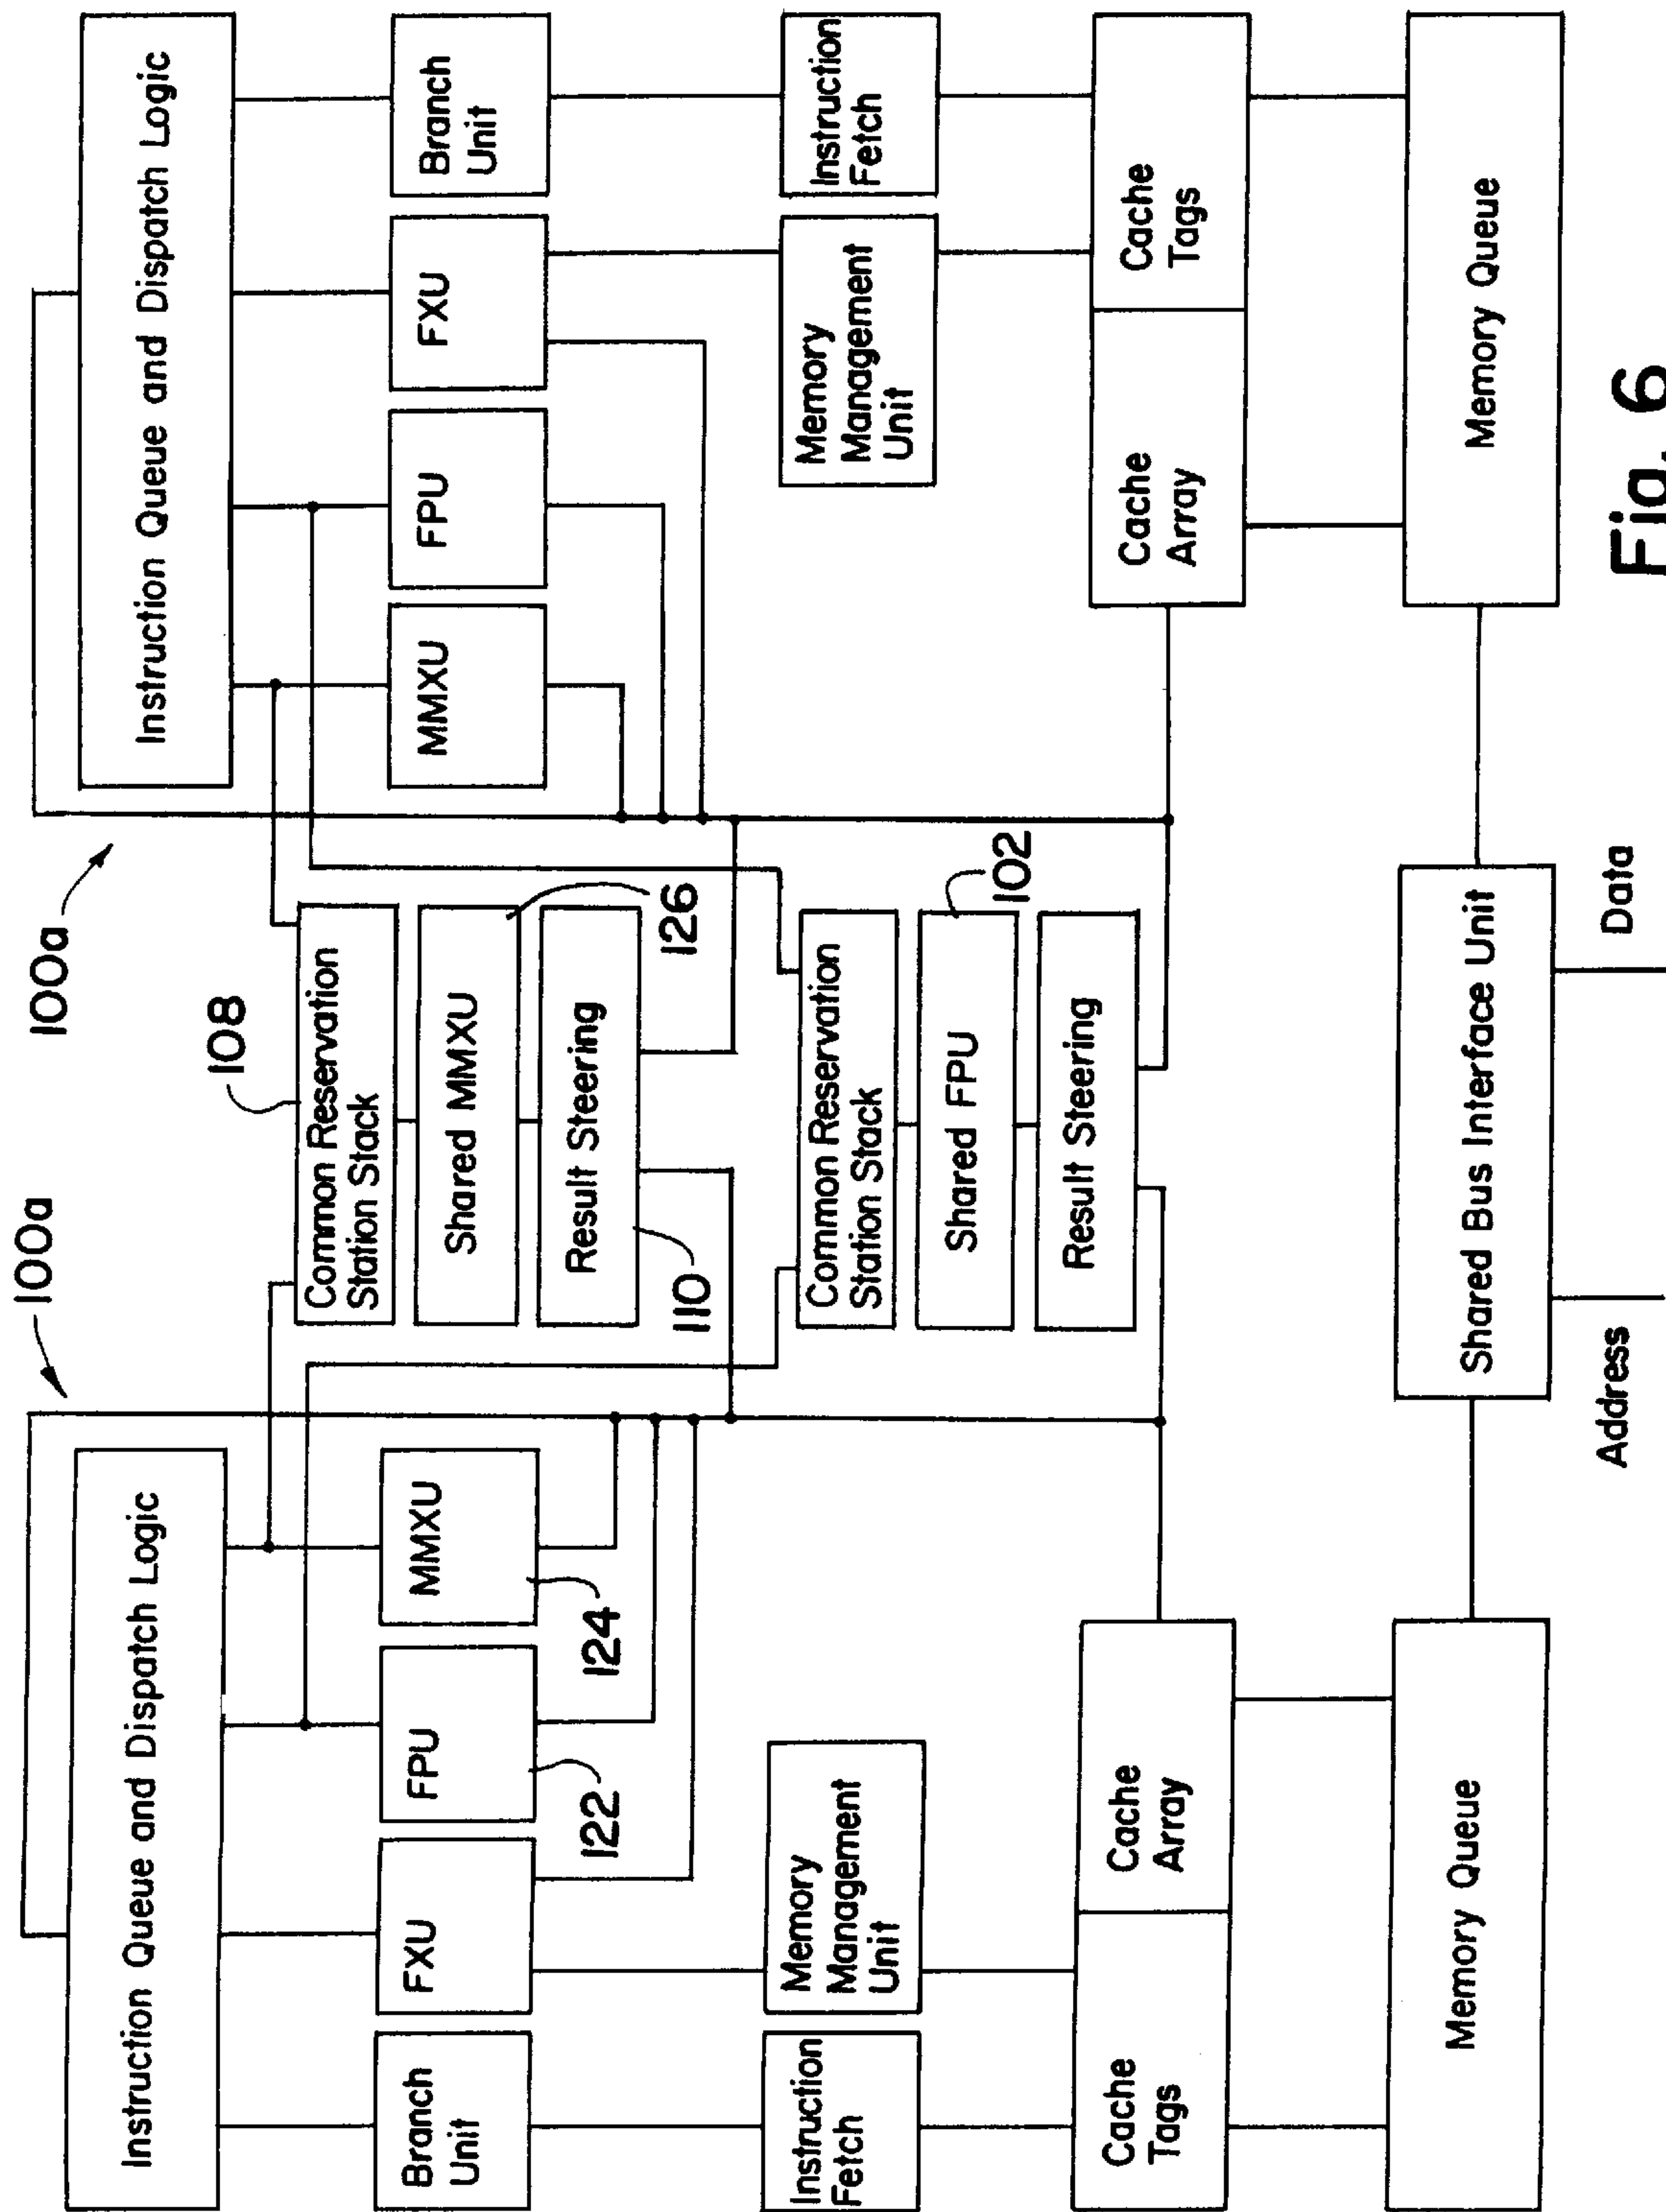 100a
100a
Instruction Queue and Dispatch Logic
Instruction Queue and Dispatch Logic
108
Branch
Unit
FXU
FPU
MMXU
122
124
Common Reservation
Station Stack
Shared MMXU
126
Result Steering
110
MMXU
FPU
FXU
Branch
Unit
Instruction
Fetch
Memory
Management
Unit
Common Reservation
Station Stack
Shared FPU
102
Result Steering
Memory
Management
Unit
Instruction
Fetch
Cache
Tags
Cache
Array
Cache
Array
Cache
Tags
Memory Queue
Shared Bus Interface Unit
Memory Queue
Address
Data
Fig. 6